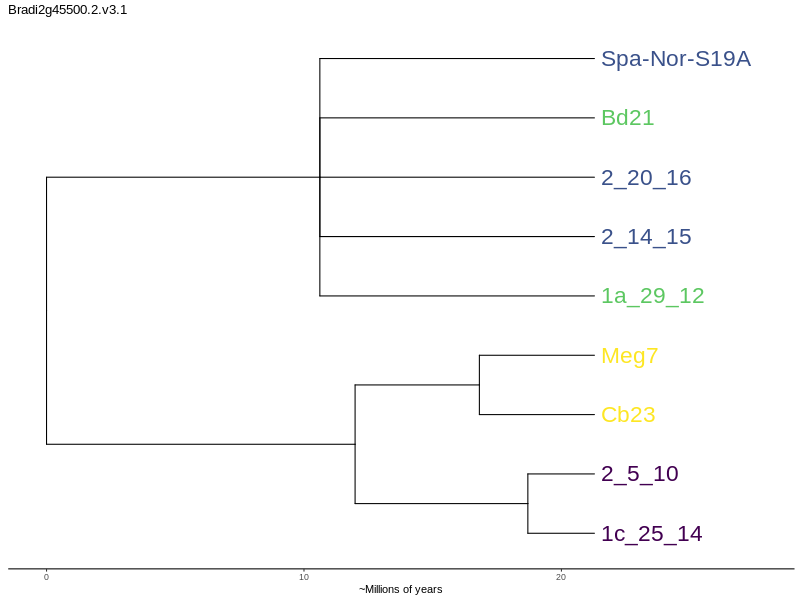 Bradi2g45500.2.v3.1
Spa-Nor-S19A
Bd21
2_20_16
2_14_15
1a_29_12
Meg7
Cb23
2_5_10
1c_25_14
0 10 20
~Millions of years